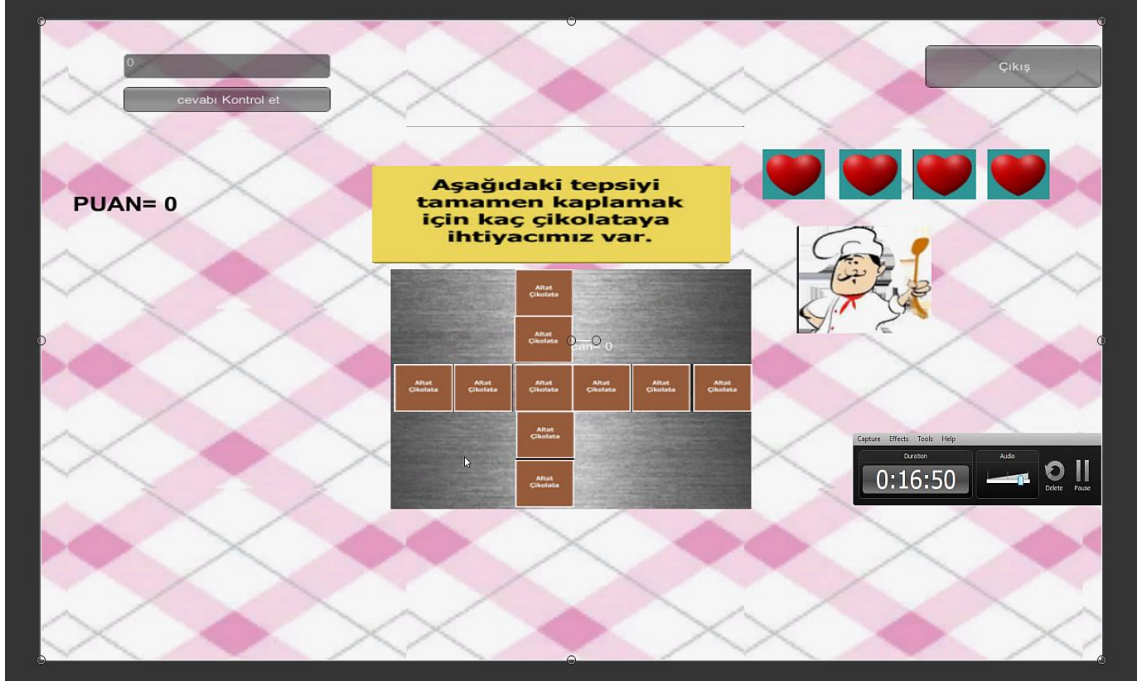 0
cevabı Kontrol et
Çıkış
PUAN= 0
Aşağıdaki tepsiyi
tamamen kaplamak
için kaç çikolataya
ihtiyacımız var.
Altat
Çikolata
Altat
Çikolata
puan= 0
Altat
Çikolata
Altat
Çikolata
Altat
Çikolata
Altat
Çikolata
Altat
Çikolata
Altat
Çikolata
Altat
Çikolata
Altat
Çikolata
Capture Effects Tools Help
Duration
Audio
0:16:50
Delete
Pause